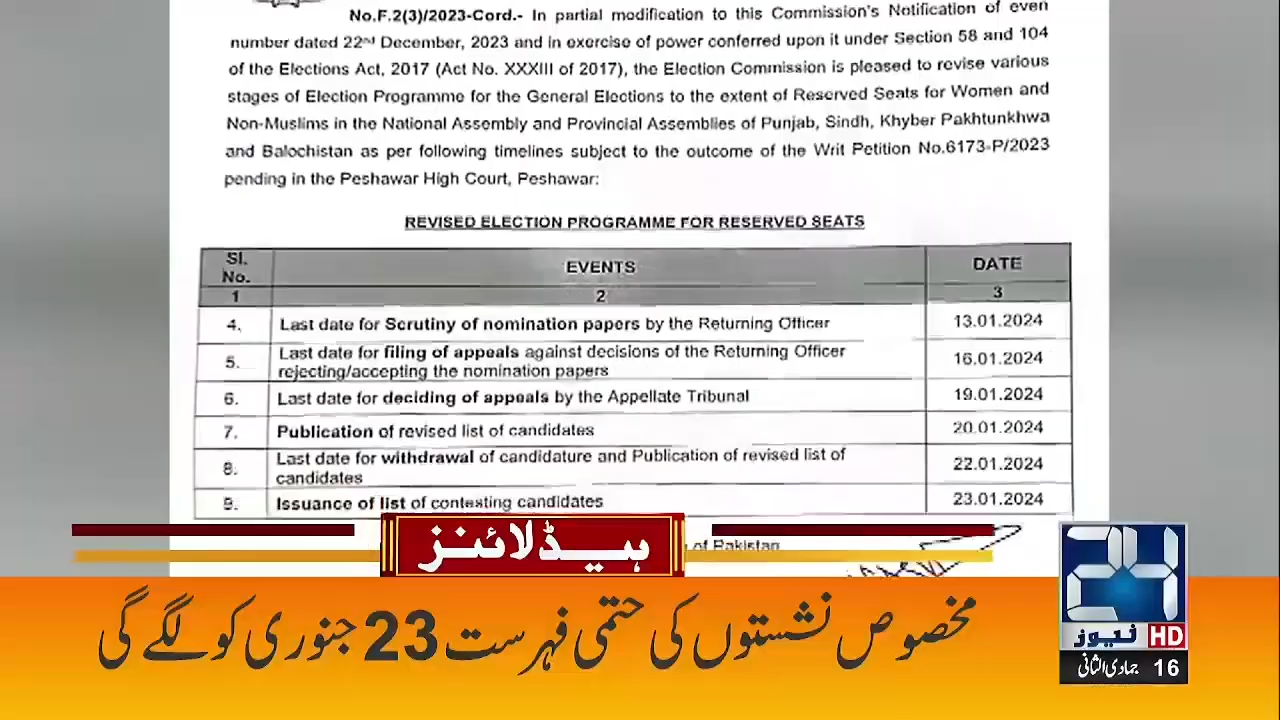 No.F.2(3)/2023-Cord.- In partial modification to this Commission's Notification of even
number dated 22nd December, 2023 and in exercise of power conferred upon it under Section 58 and 104
of the Elections Act, 2017 (Act No. XXXIII of 2017), the Election Commission is pleased to revise various
stages of Election Programme for the General Elections to the extent of Reserved Seats for Women and
Non-Muslims in the National Assembly and Provincial Assemblies of Punjab, Sindh, Khyber Pakhtunkhwa
and Balochistan as per following timelines subject to the outcome of the Writ Petition No.6173-P/2023
pending in the Peshawar High Court, Peshawar:
REVISED ELECTION PROGRAMME FOR RESERVED SEATS
Sl. No. EVENTS DATE
1 2 3
4. Last date for Scrutiny of nomination papers by the Returning Officer 13.01.2024
5. Last date for filing of appeals against decisions of the Returning Officer
rejecting/accepting the nomination papers 16.01.2024
6. Last date for deciding of appeals by the Appellate Tribunal 19.01.2024
7. Publication of revised list of candidates 20.01.2024
8. Last date for withdrawal of candidature and Publication of revised list of
candidates 22.01.2024
9. Issuance of list of contesting candidates 23.01.2024
of Pakistan
ہیڈلائنز
مخصوص نشستوں کی حتمی فہرست 23 جنوری کو لگے گی
24
نیوز HD
16 جمادی الثانی